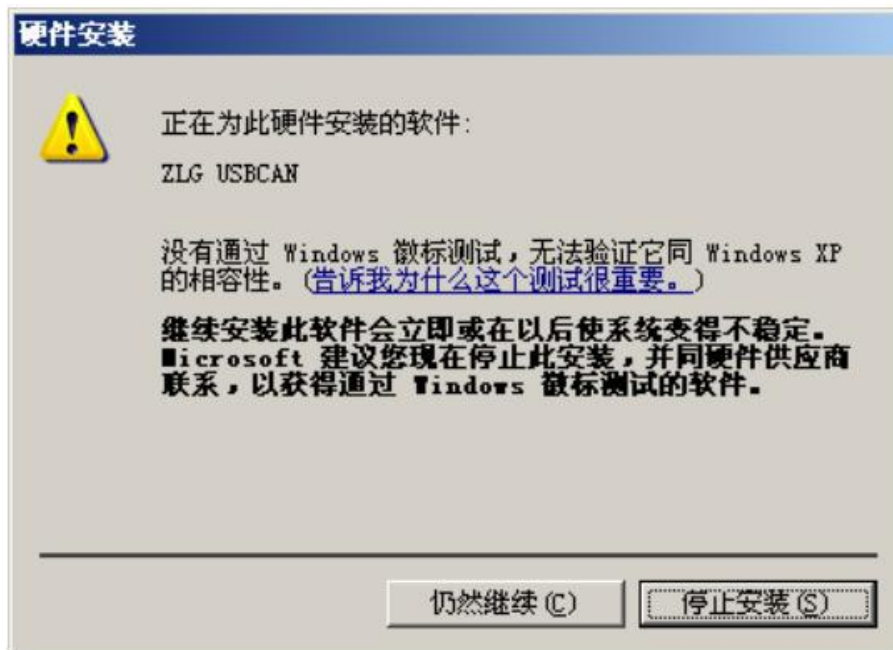 硬件安装
正在为此硬件安装的软件:
ZLG USBCAN
没有通过 Windows 徽标测试，无法验证它同 Windows XP
的相容性。(告诉我为什么这个测试很重要。)
继续安装此软件会立即或在以后使系统变得不稳定。
Microsoft 建议您现在停止此安装，并同硬件供应商
联系，以获得通过 Windows 徽标测试的软件。
仍然继续(C)
停止安装(S)